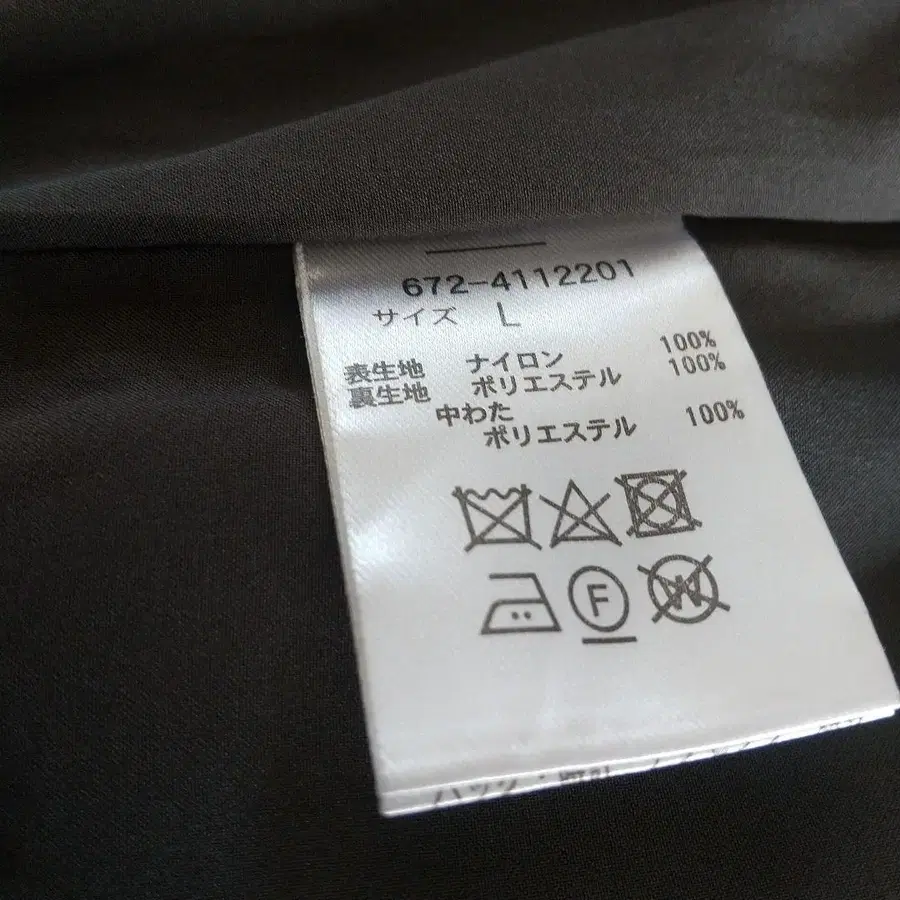 672-4112201
サイズ L
表生地 ナイロン 100%
裏生地 ポリエステル 100%
中わた
ポリエステル 100%
F
W